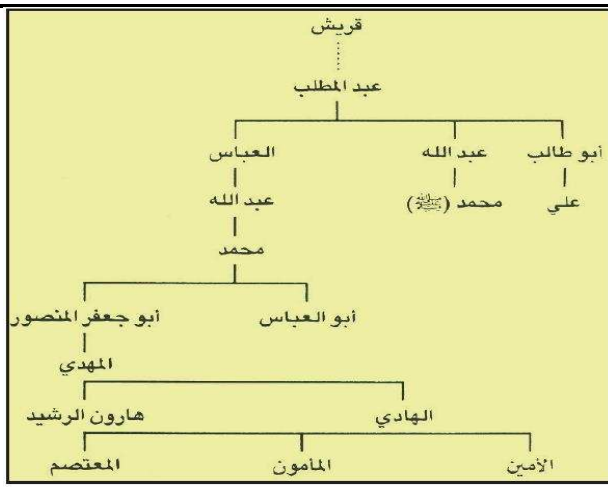 قريش
عبد المطلب
أبو طالب عبد الله العباس
علي محمد (ﷺ) عبد الله
محمد
أبو العباس أبو جعفر المنصور
المهدي
الهادي هارون الرشيد
الأمين المأمون المعتصم